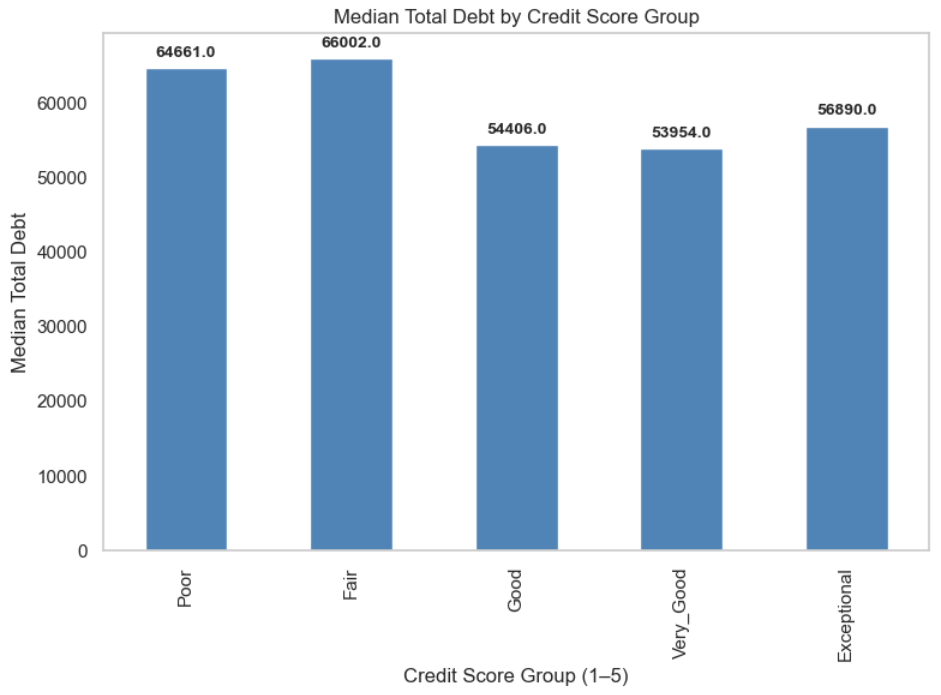 Median Total Debt by Credit Score Group
64661.0
66002.0
54406.0
53954.0
56890.0
Median Total Debt
60000
50000
40000
30000
20000
10000
0
Poor
Fair
Good
Very_Good
Exceptional
Credit Score Group (1–5)